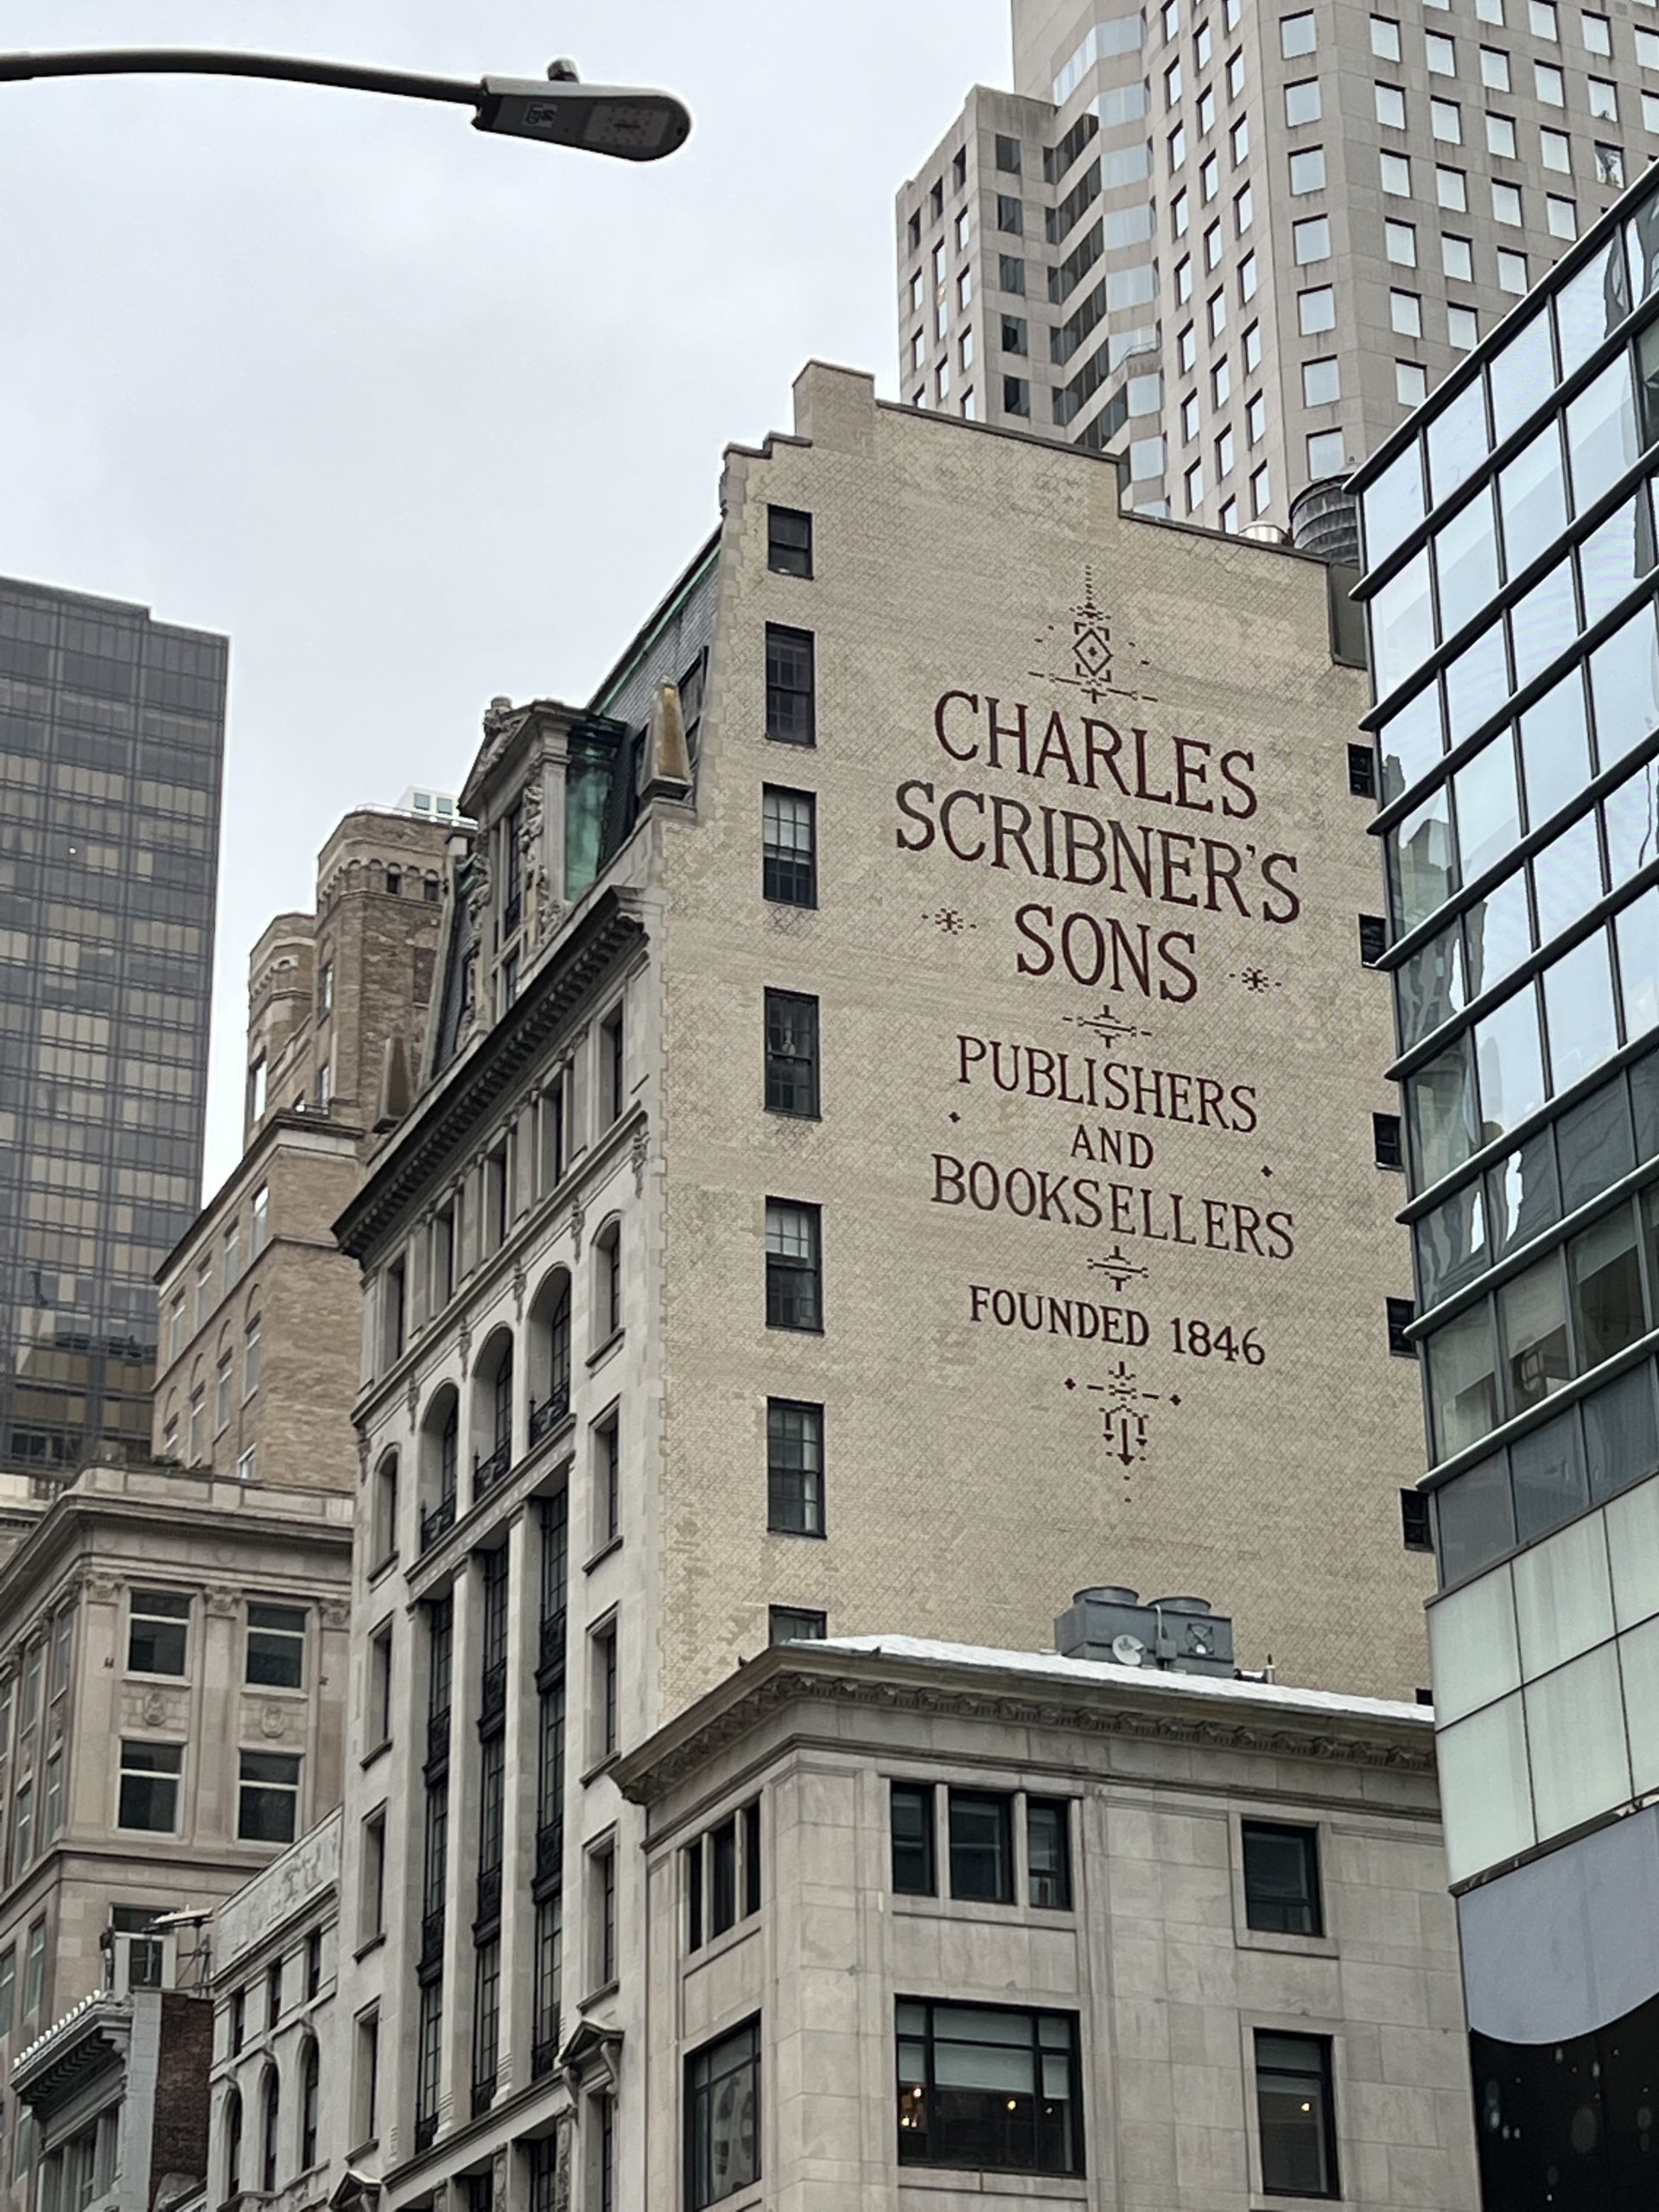 CHARLES
SCRIBNER'S
SONS
PUBLISHERS
AND
BOOKSELLERS
FOUNDED 1846